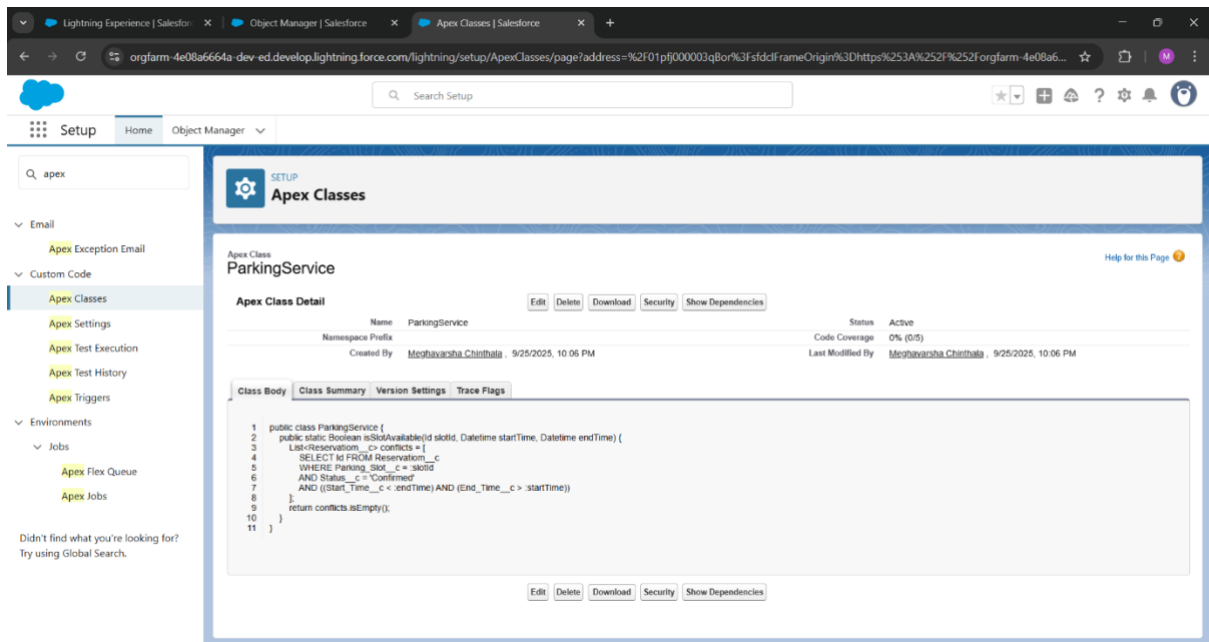 Lightning Experience | Salesforc
Object Manager | Salesforce
Apex Classes | Salesforce
orgfarm-4e08a6664a-dev-ed.develop.lightning.force.com/lightning/setup/ApexClasses/page?address=%2F01pfj000003qBor%3FsfdcIFrameOrigin%3Dhttps%253A%252F%252Forgfarm-4e08a6...
M
Search Setup
Setup Home Object Manager
apex
Email
Apex Exception Email
Custom Code
Apex Classes
Apex Settings
Apex Test Execution
Apex Test History
Apex Triggers
Environments
Jobs
Apex Flex Queue
Apex Jobs
Didn't find what you're looking for?
Try using Global Search.
SETUP
Apex Classes
Apex Class
ParkingService
Help for this Page
Apex Class Detail Edit Delete Download Security Show Dependencies
Name ParkingService Status Active
Namespace Prefix Code Coverage 0% (0/5)
Created By Meghavarsha Chinthala , 9/25/2025, 10:06 PM Last Modified By Meghavarsha Chinthala , 9/25/2025, 10:06 PM
Class Body Class Summary Version Settings Trace Flags
1 public class ParkingService {
2 public static Boolean isSlotAvailable(Id slotId, Datetime startTime, Datetime endTime) {
3 List<Reservatiom__c> conflicts = [
4 SELECT Id FROM Reservatiom__c
5 WHERE Parking_Slot__c = :slotId
6 AND Status__c = 'Confirmed'
7 AND ((Start_Time__c < :endTime) AND (End_Time__c > :startTime))
8 ];
9 return conflicts.isEmpty();
10 }
11 }
Edit Delete Download Security Show Dependencies